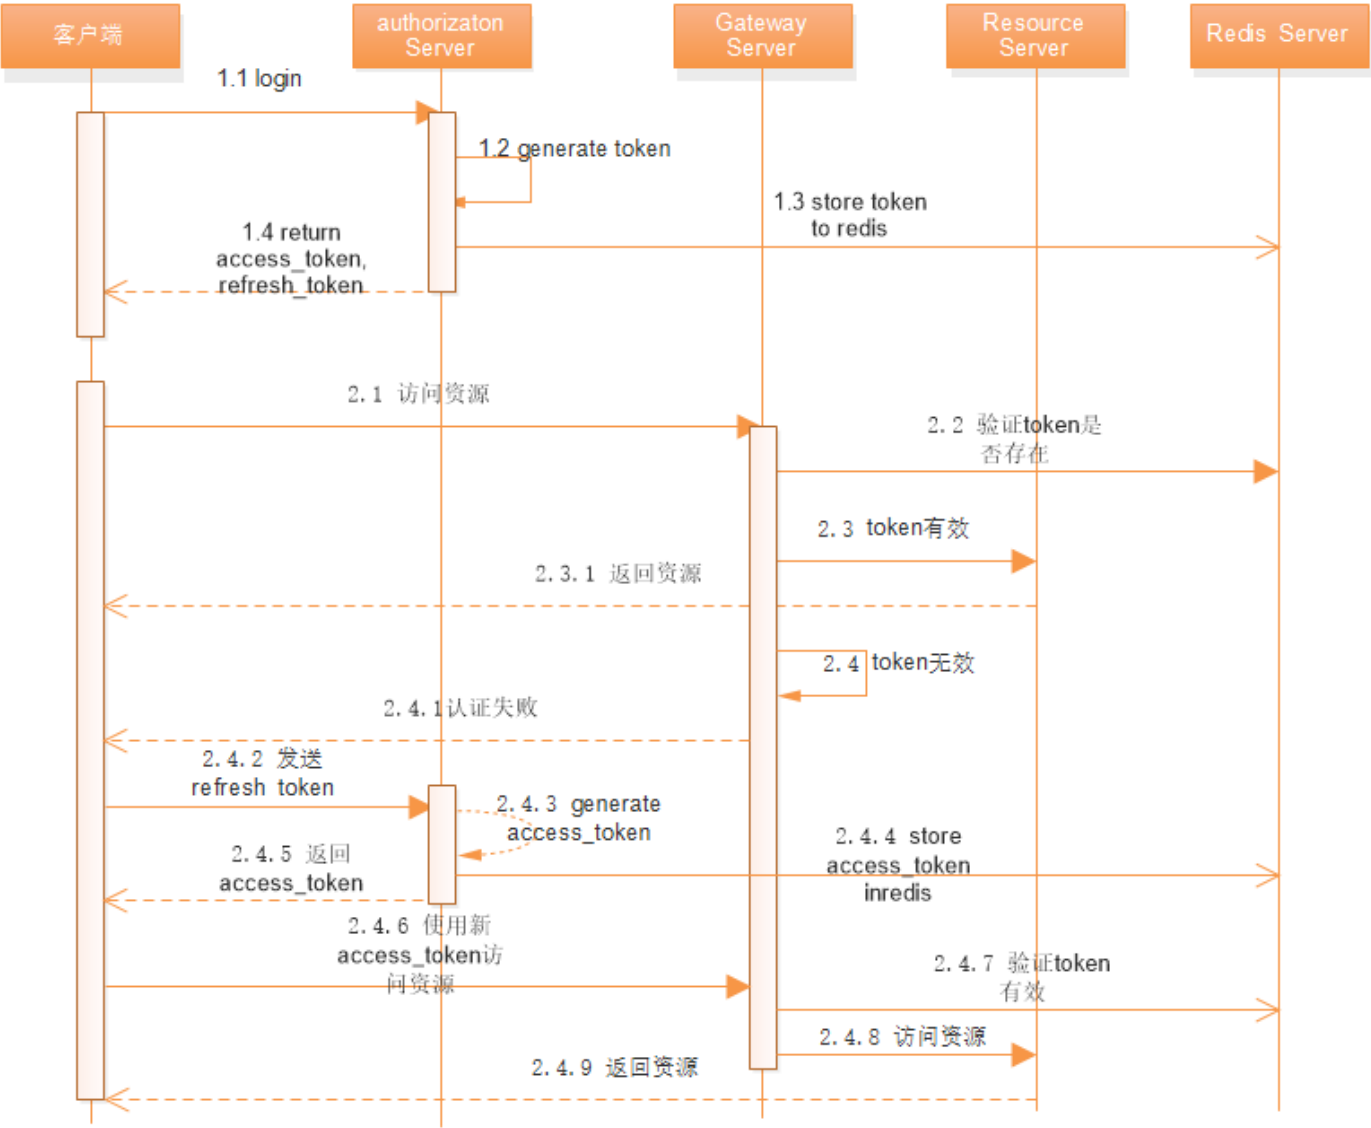 客户端
authorizaton
Server
Gateway
Server
Resource
Server
Redis Server
1.1 login
1.2 generate token
1.3 store token
to redis
1.4 return
access_token,
refresh_token
2.1 访问资源
2.2 验证token是
否存在
2.3 token有效
2.3.1 返回资源
2.4 token无效
2.4.1认证失败
2.4.2 发送
refresh token
2.4.3 generate
access_token
2.4.4 store
access_token
inredis
2.4.5 返回
access_token
2.4.6 使用新
access_token访
问资源
2.4.7 验证token
有效
2.4.8 访问资源
2.4.9 返回资源